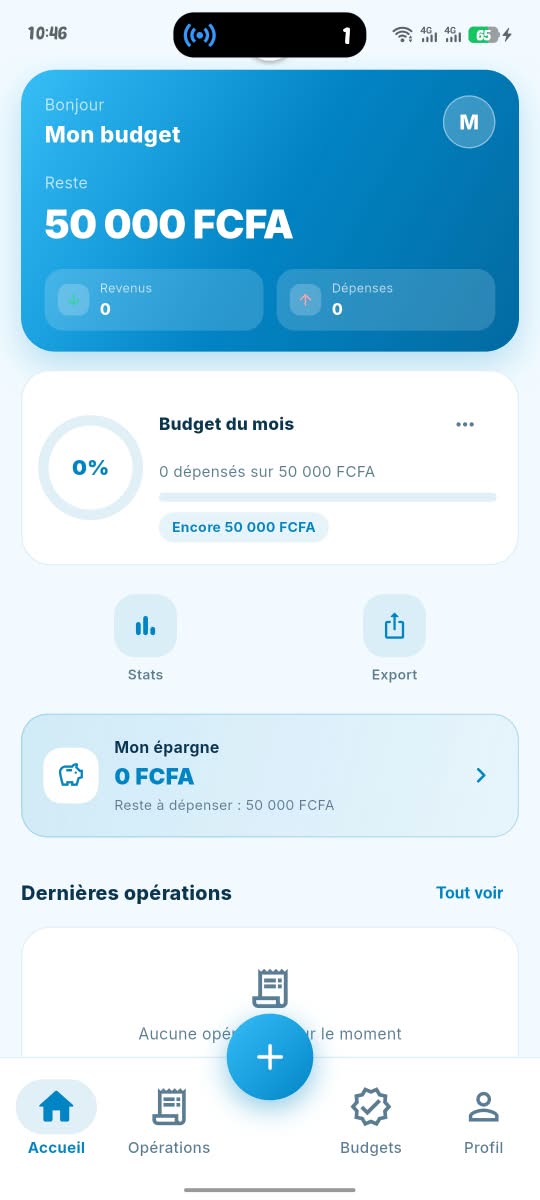 10:46
1
4G 4G 65
Bonjour
Mon budget
M
Reste
50 000 FCFA
Revenus
0
Dépenses
0
Budget du mois
0%
0 dépensés sur 50 000 FCFA
Encore 50 000 FCFA
Stats
Export
Mon épargne
0 FCFA
Reste à dépenser : 50 000 FCFA
Dernières opérations
Tout voir
Aucune le moment
Accueil
Opérations
Budgets
Profil